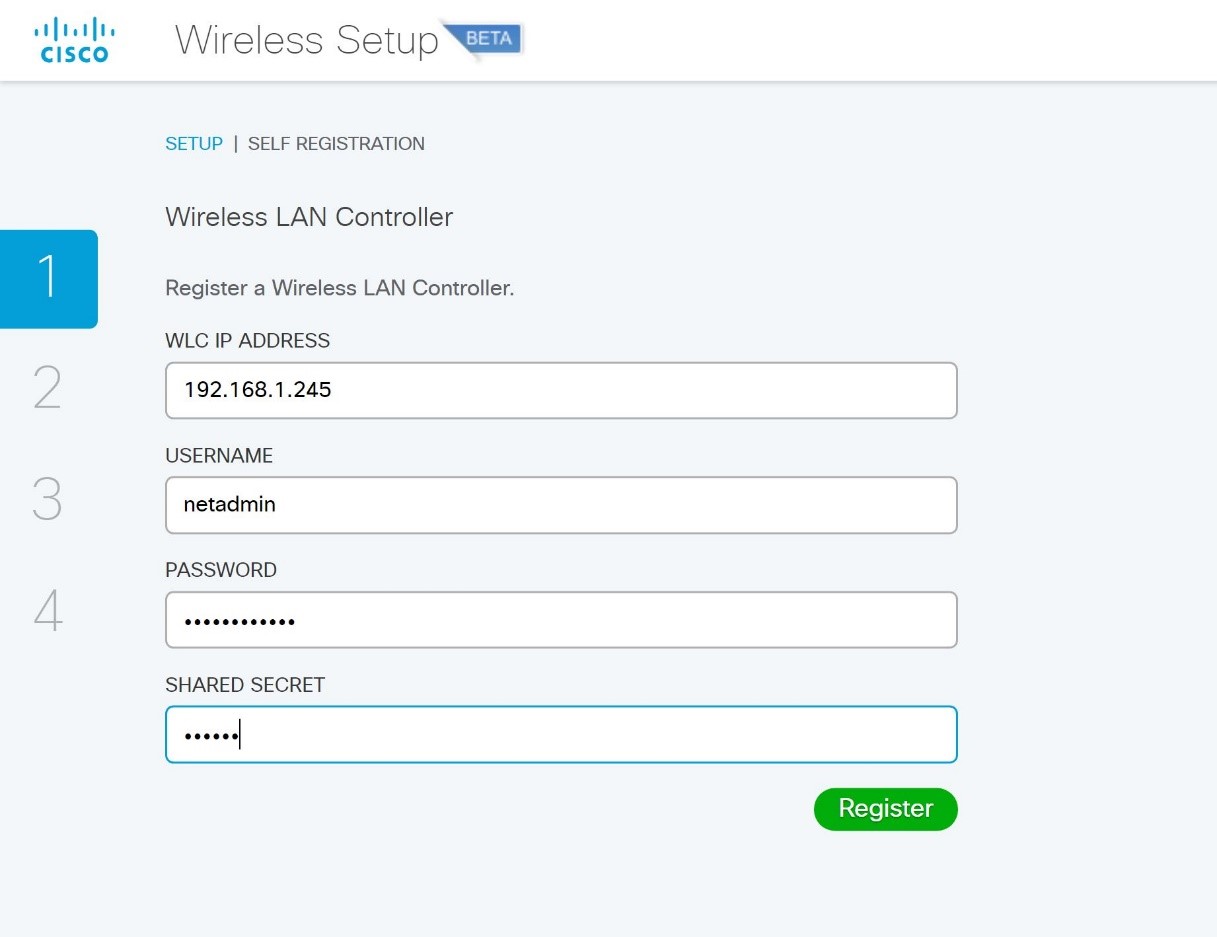 CISCO
Wireless Setup BETA
SETUP | SELF REGISTRATION
Wireless LAN Controller
1
Register a Wireless LAN Controller.
WLC IP ADDRESS
192.168.1.245
2
USERNAME
netadmin
3
PASSWORD
••••••••••••
4
SHARED SECRET
••••••
Register